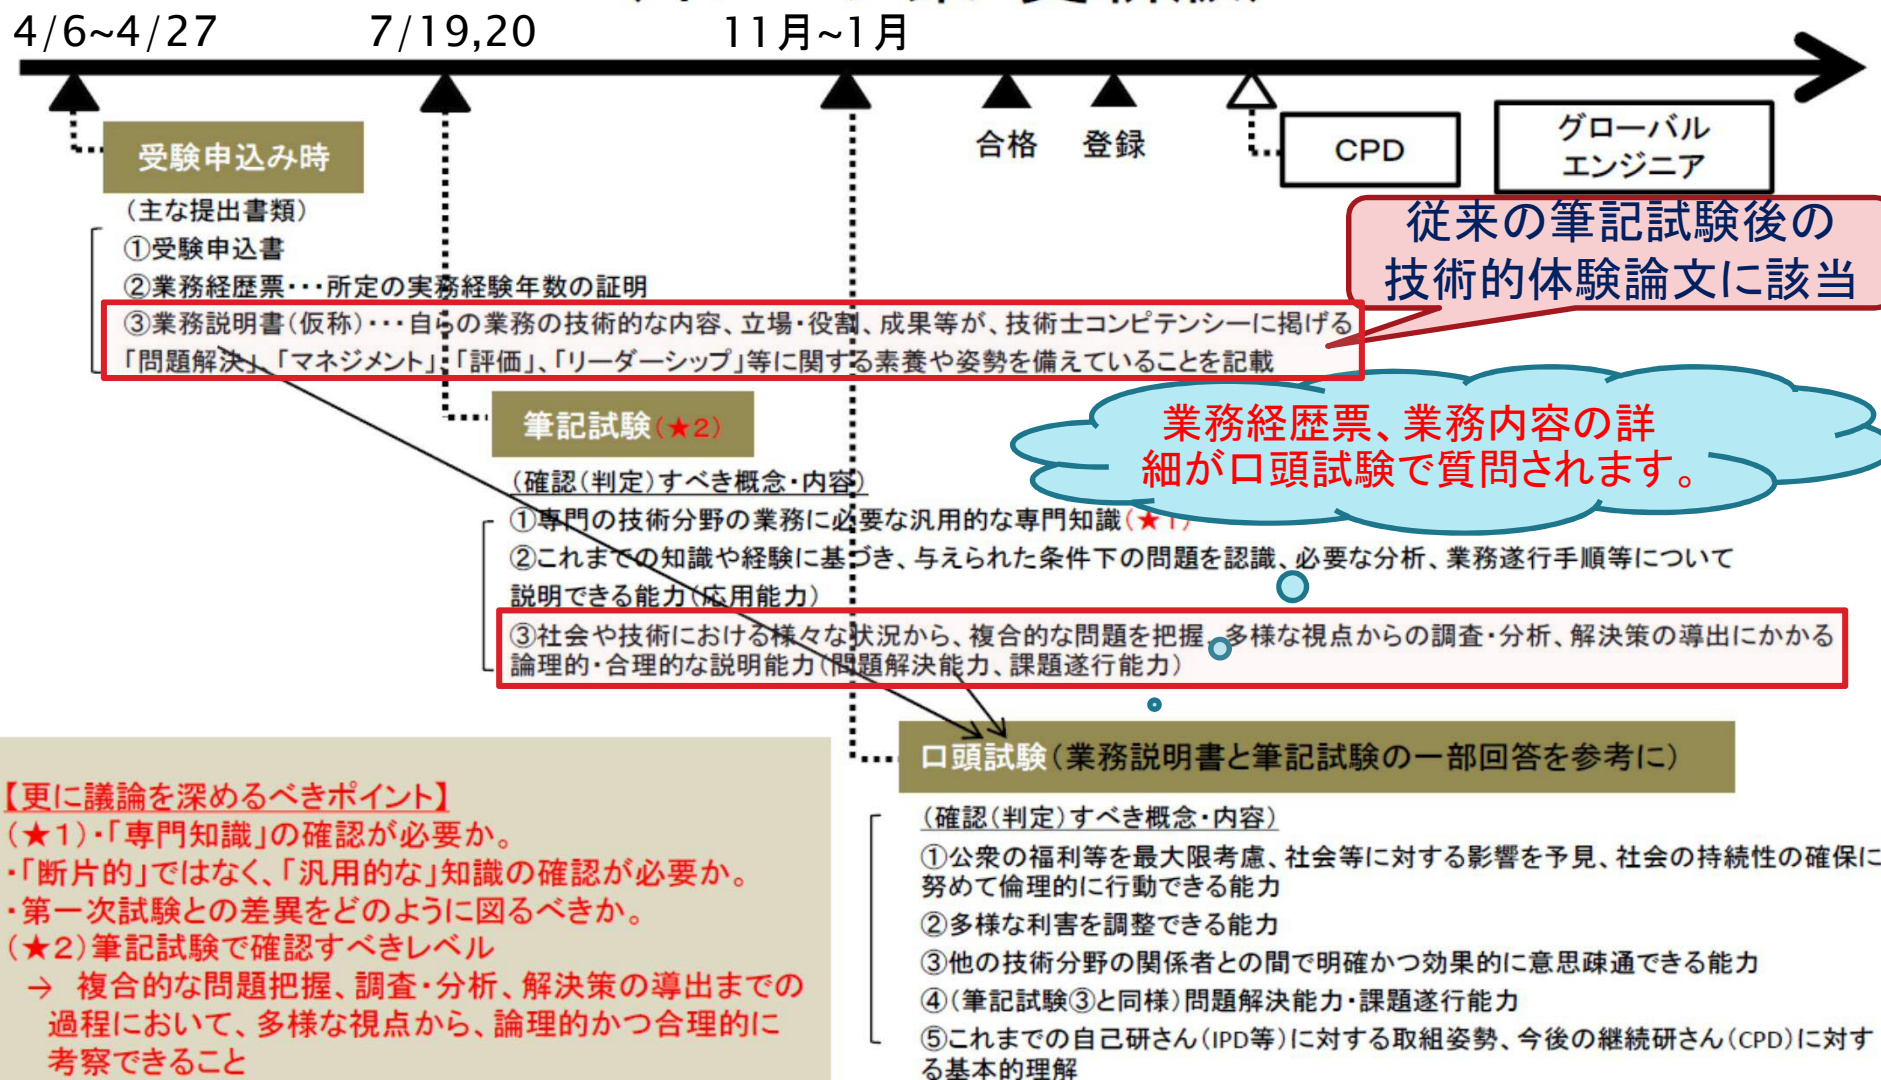 4/6~4/27
7/19,20
11月~1月
合格
登録
CPD
グローバル
エンジニア
受験申込み時
(主な提出書類)
①受験申込書
②業務経歴票・・・所定の実務経験年数の証明
③業務説明書(仮称)・・・自らの業務の技術的な内容、立場・役割、成果等が、技術士コンピテンシーに掲げる
「問題解決」、「マネジメント」、「評価」、「リーダーシップ」等に関する素養や姿勢を備えていることを記載
従来の筆記試験後の
技術的体験論文に該当
業務経歴票、業務内容の詳
細が口頭試験で質問されます。
筆記試験(★2)
(確認(判定)すべき概念・内容)
①専門の技術分野の業務に必要な汎用的な専門知識(★1)
②これまでの知識や経験に基づき、与えられた条件下の問題を認識、必要な分析、業務遂行手順等について
説明できる能力(応用能力)
③社会や技術における様々な状況から、複合的な問題を把握、多様な視点からの調査・分析、解決策の導出にかかる
論理的・合理的な説明能力(問題解決能力、課題遂行能力)
口頭試験(業務説明書と筆記試験の一部回答を参考に)
(確認(判定)すべき概念・内容)
①公衆の福利等を最大限考慮、社会等に対する影響を予見、社会の持続性の確保に
努めて倫理的に行動できる能力
②多様な利害を調整できる能力
③他の技術分野の関係者との間で明確かつ効果的に意思疎通できる能力
④(筆記試験③と同様)問題解決能力・課題遂行能力
⑤これまでの自己研さん(IPD等)に対する取組姿勢、今後の継続研さん(CPD)に対す
る基本的理解
【更に議論を深めるべきポイント】
(★1)・「専門知識」の確認が必要か。
・「断片的」ではなく、「汎用的な」知識の確認が必要か。
・第一次試験との差異をどのように図るべきか。
(★2)筆記試験で確認すべきレベル
→ 複合的な問題把握、調査・分析、解決策の導出までの
過程において、多様な視点から、論理的かつ合理的に
考察できること